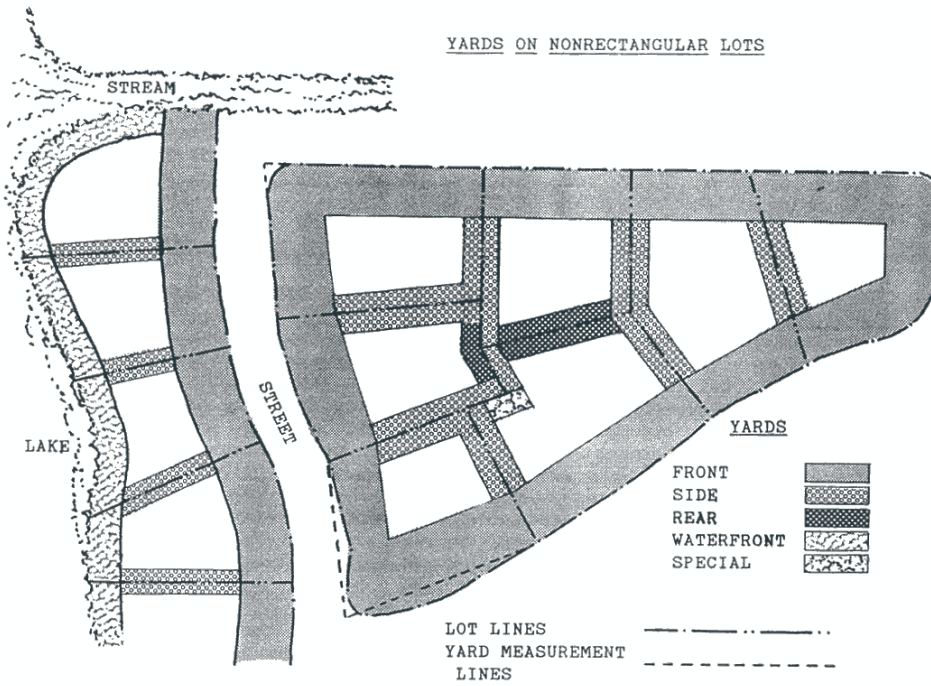 YARDS ON NONRECTANGULAR LOTS
STREAM
STREET
LAKE
YARDS
FRONT
SIDE
REAR
WATERFRONT
SPECIAL
LOT LINES
YARD MEASUREMENT
LINES